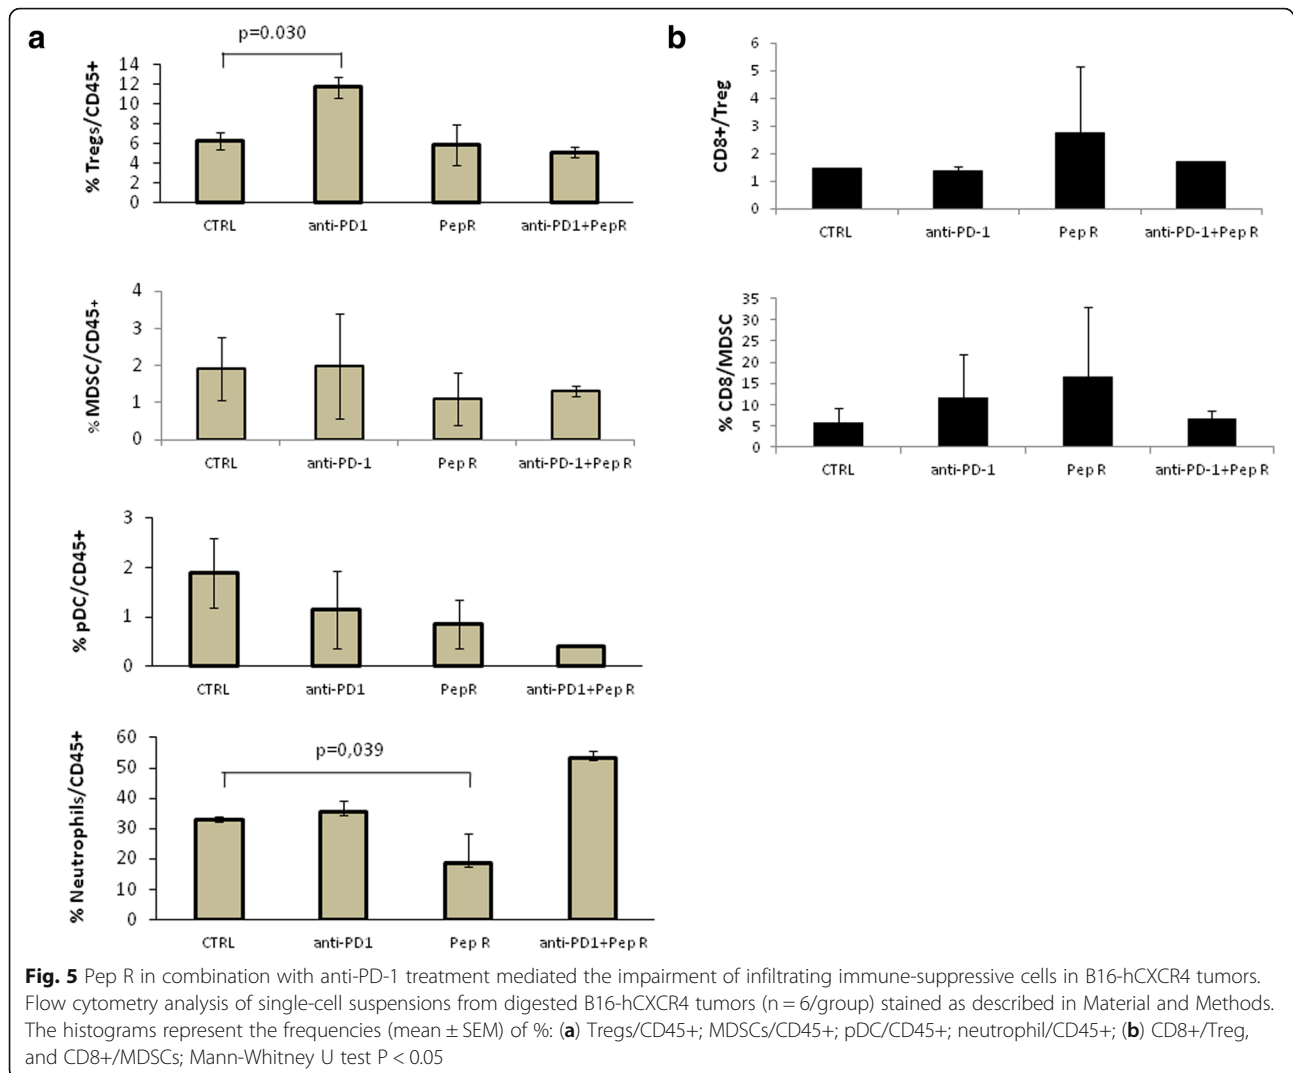 a
p=0.030
% Tregs/CD45+
14
12
10
8
6
4
2
0
CTRL
anti-PD1
PepR
anti-PD1+PepR
% MDSC/CD45+
4
3
2
1
0
CTRL
anti-PD-1
Pep R
anti-PD-1+Pep R
% pDC/CD45+
3
2
1
0
CTRL
anti-PD1
PepR
anti-PD1+Pep R
% Neutrophils/CD45+
p=0,039
60
50
40
30
20
10
0
CTRL
anti-PD1
Pep R
anti-PD1+Pep R
b
CD8+/Treg
6
5
4
3
2
1
0
CTRL
anti-PD-1
Pep R
anti-PD-1+Pep R
% CD8/MDSC
35
30
25
20
15
10
5
0
CTRL
anti-PD-1
Pep R
anti-PD-1+Pep R
Fig. 5 Pep R in combination with anti-PD-1 treatment mediated the impairment of infiltrating immune-suppressive cells in B16-hCXCR4 tumors.
Flow cytometry analysis of single-cell suspensions from digested B16-hCXCR4 tumors (n = 6/group) stained as described in Material and Methods.
The histograms represent the frequencies (mean ± SEM) of %: (a) Tregs/CD45+; MDSCs/CD45+; pDC/CD45+; neutrophil/CD45+; (b) CD8+/Treg,
and CD8+/MDSCs; Mann-Whitney U test P < 0.05